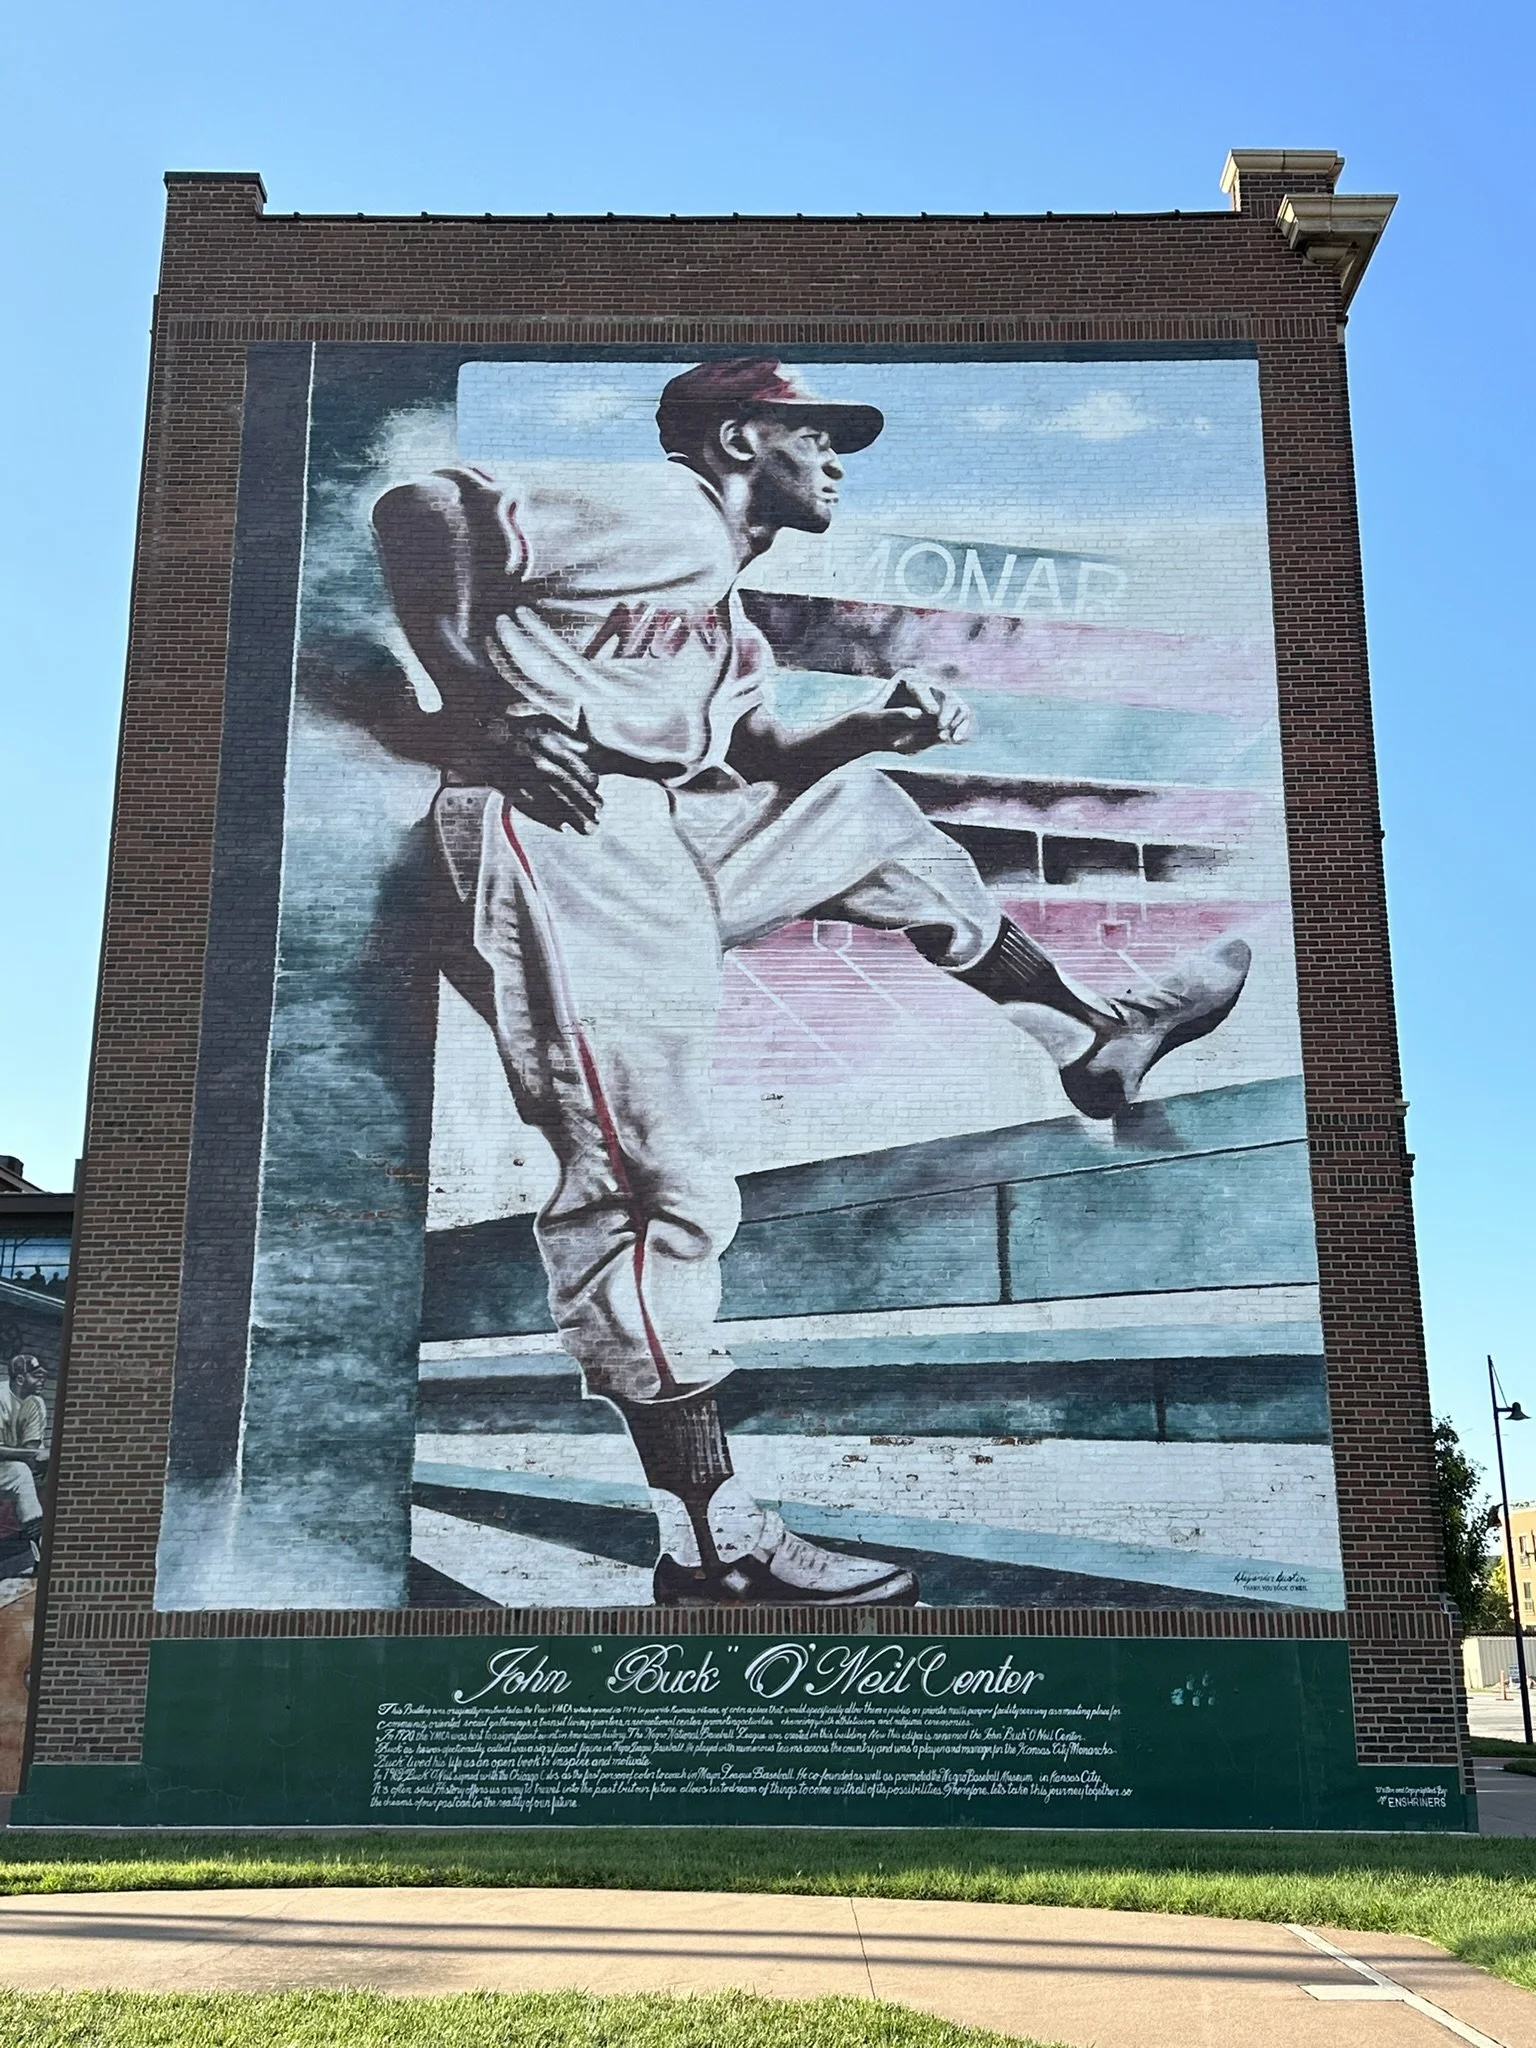 MONAR
Alexander Austin
THANK YOU BUCK O'NEIL
John "Buck" O'Neil Center
This Building was originally constructed as the Paseo YMCA which opened in 1914 to provide citizens of color a place that would specifically allow them a public or private multi purpose facility serving as meeting place for
community oriented social gatherings, a transit living quarters, a recreational center promoting activities youth athleticism and religious ceremonies.
In 1920 the YMCA was host to a significant event in American history. The Negro National Baseball League was created in this building. Now this edifice is renamed the John "Buck" O'Neil Center.
Buck as he was affectionately called was a significant figure in Negro League Baseball. He played with numerous teams across the country and was a player and manager for the Kansas City Monarchs.
Buck lived his life as an open book to inspire and motivate.
In 1962 Buck O'Neil signed with the Chicago Cubs as the first person of color to coach in Major League Baseball. He co founded as well as promoted the Negro Baseball Museum in Kansas City.
It is often said History offers us a way to travel into the past but our future allows us to dream of things to come with all of its possibilities. Therefore, let's take this journey together so
the dreams of our past can be the reality of our future.
Written and Copyrighted By
ENSHRINERS